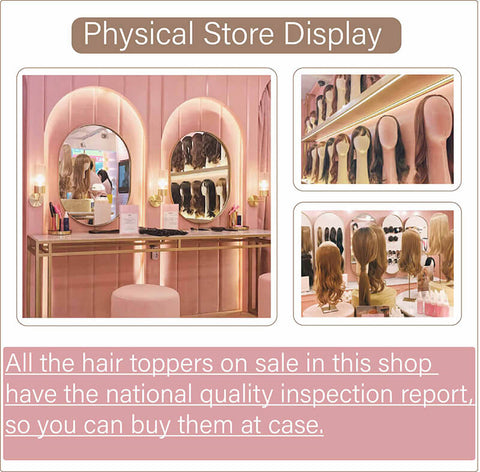 Physical Store Display
All the hair toppers on sale in this shop
have the national quality inspection report,
so you can buy them at case.